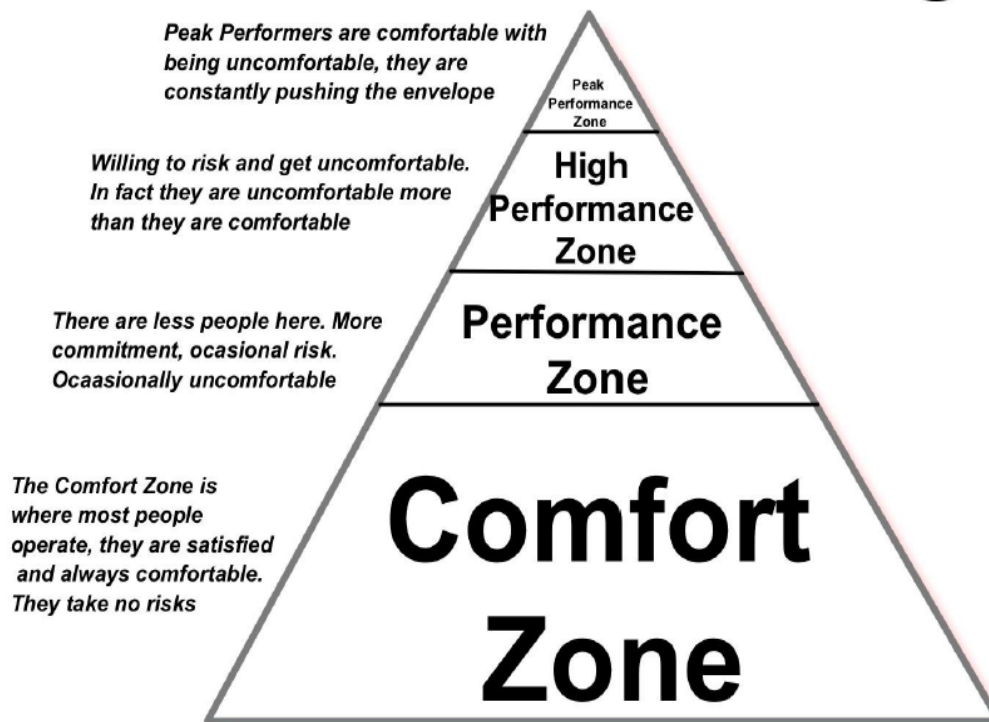 Peak Performers are comfortable with
being uncomfortable, they are
constantly pushing the envelope
Peak
Performance
Zone
Willing to risk and get uncomfortable.
In fact they are uncomfortable more
than they are comfortable
High
Performance
Zone
There are less people here. More
commitment, ocasional risk.
Ocaasionally uncomfortable
Performance
Zone
The Comfort Zone is
where most people
operate, they are satisfied
and always comfortable.
They take no risks
Comfort
Zone